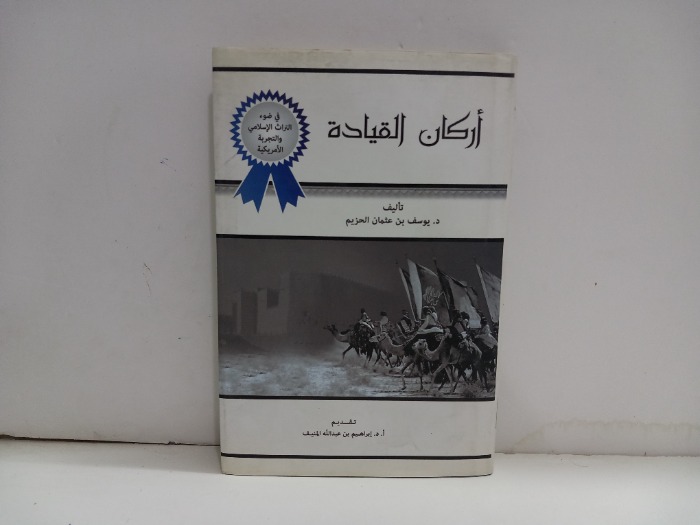 أركان القيادة
في ضوء
التراث الإسلامي
والتجربة
الأمريكية
تأليف
د. يوسف بن عثمان الحزيم
تقديم
أ. د. إبراهيم بن عبدالله المنيف